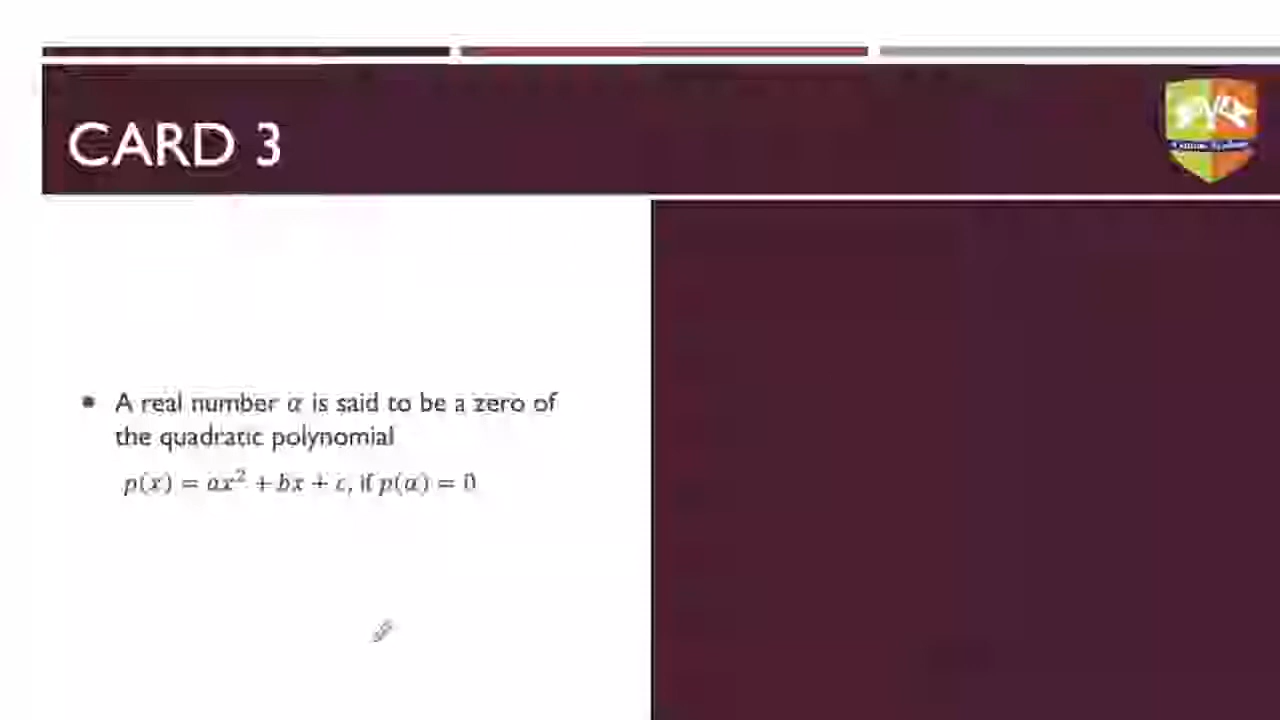 CARD 3
A real number α is said to be a zero of
the quadratic polynomial
p(x) = ax² + bx + c, if p(α) = 0